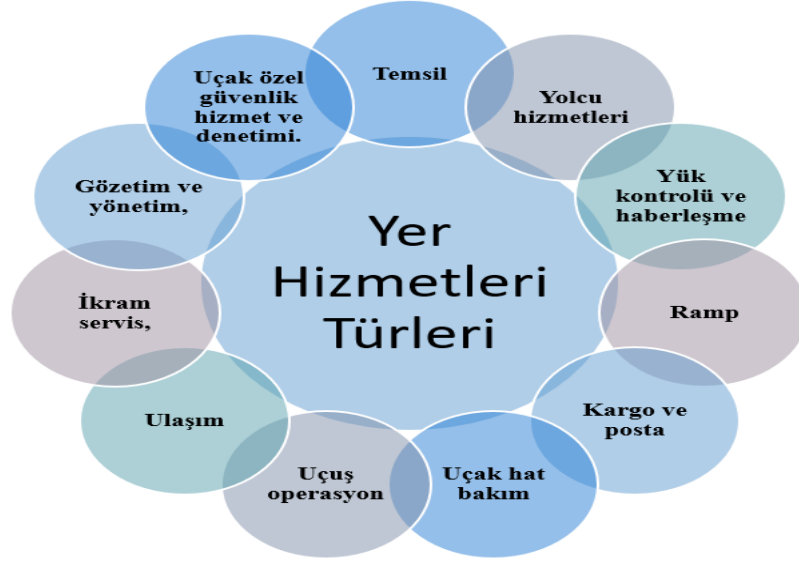 Yer
Hizmetleri
Türleri
Temsil
Yolcu
hizmetleri
Yük
kontrolü ve
haberleşme
Ramp
Kargo ve
posta
Uçak hat
bakım
Uçuş
operasyon
Ulaşım
İkram
servis,
Gözetim ve
yönetim,
Uçak özel
güvenlik
hizmet ve
denetimi.